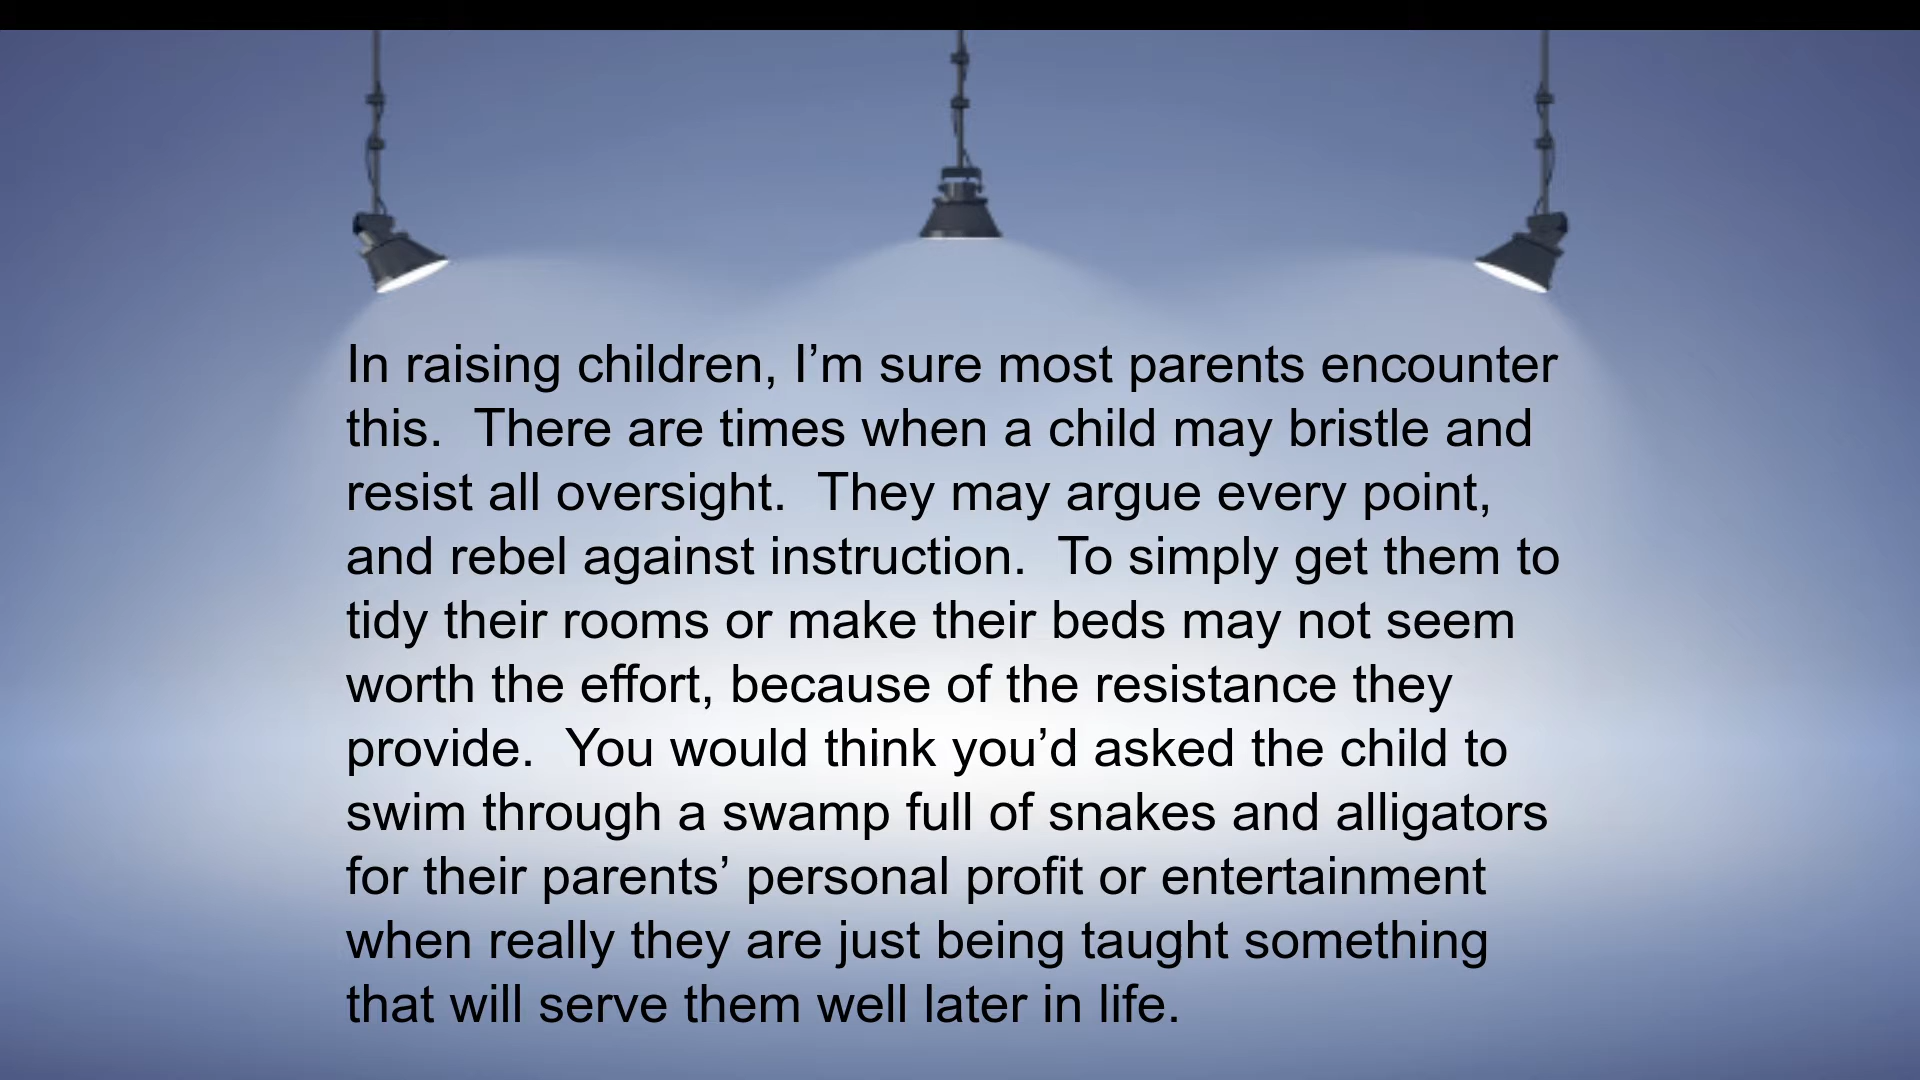 In raising children, I’m sure most parents encounter
this.  There are times when a child may bristle and
resist all oversight.  They may argue every point,
and rebel against instruction.  To simply get them to
tidy their rooms or make their beds may not seem
worth the effort, because of the resistance they
provide.  You would think you’d asked the child to
swim through a swamp full of snakes and alligators
for their parents’ personal profit or entertainment
when really they are just being taught something
that will serve them well later in life.